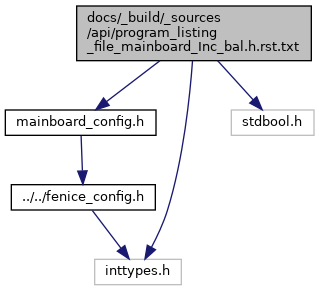 docs/_build/_sources
/api/program_listing
_file_mainboard_Inc_bal.h.rst.txt
mainboard_config.h
stdbool.h
../../fenice_config.h
inttypes.h